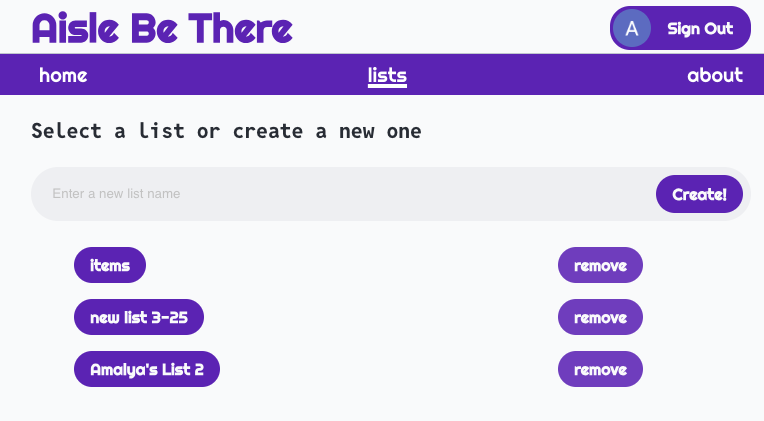 Aisle Be There
A Sign Out
home lists about
Select a list or create a new one
Enter a new list name Create!
items remove
new list 3-25 remove
Amalya's List 2 remove